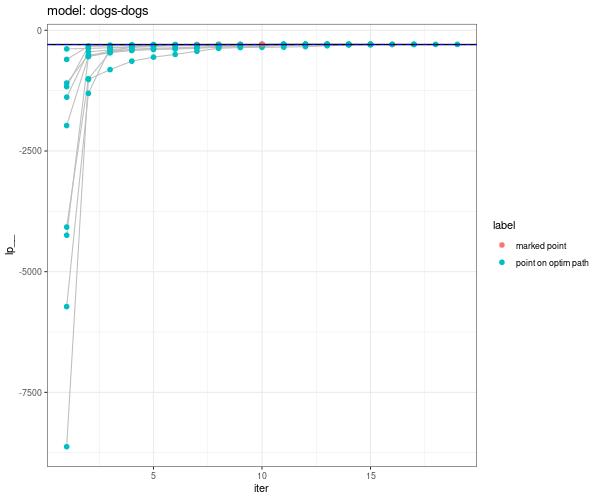 model: dogs-dogs
0
-2500
-5000
-7500
lp__
5
10
15
iter
label
marked point
point on optim path